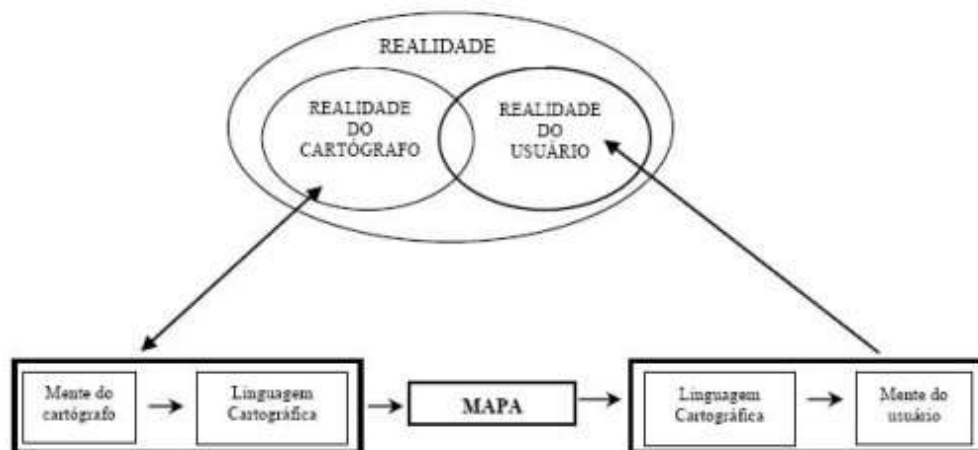 REALIDADE
REALIDADE
DO
CARTÓGRAFO
REALIDADE
DO
USUÁRIO
Mente do
cartógrafo
Linguagem
Cartográfica
MAPA
Linguagem
Cartográfica
Mente do
usuário